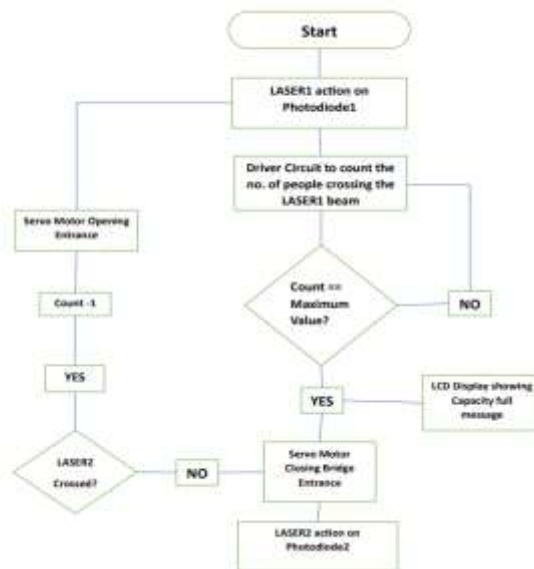 Start
LASER1 action on
Photodiode1
Driver Circuit to count the
no. of people crossing the
LASER1 beam
Servo Motor Opening
Entrance
Count ==
Maximum
Value?
NO
Count -1
YES
YES
LCD Display showing
Capacity full
message
LASER2
Crossed?
NO
Servo Motor
Closing Bridge
Entrance
LASER2 action on
Photodiode2